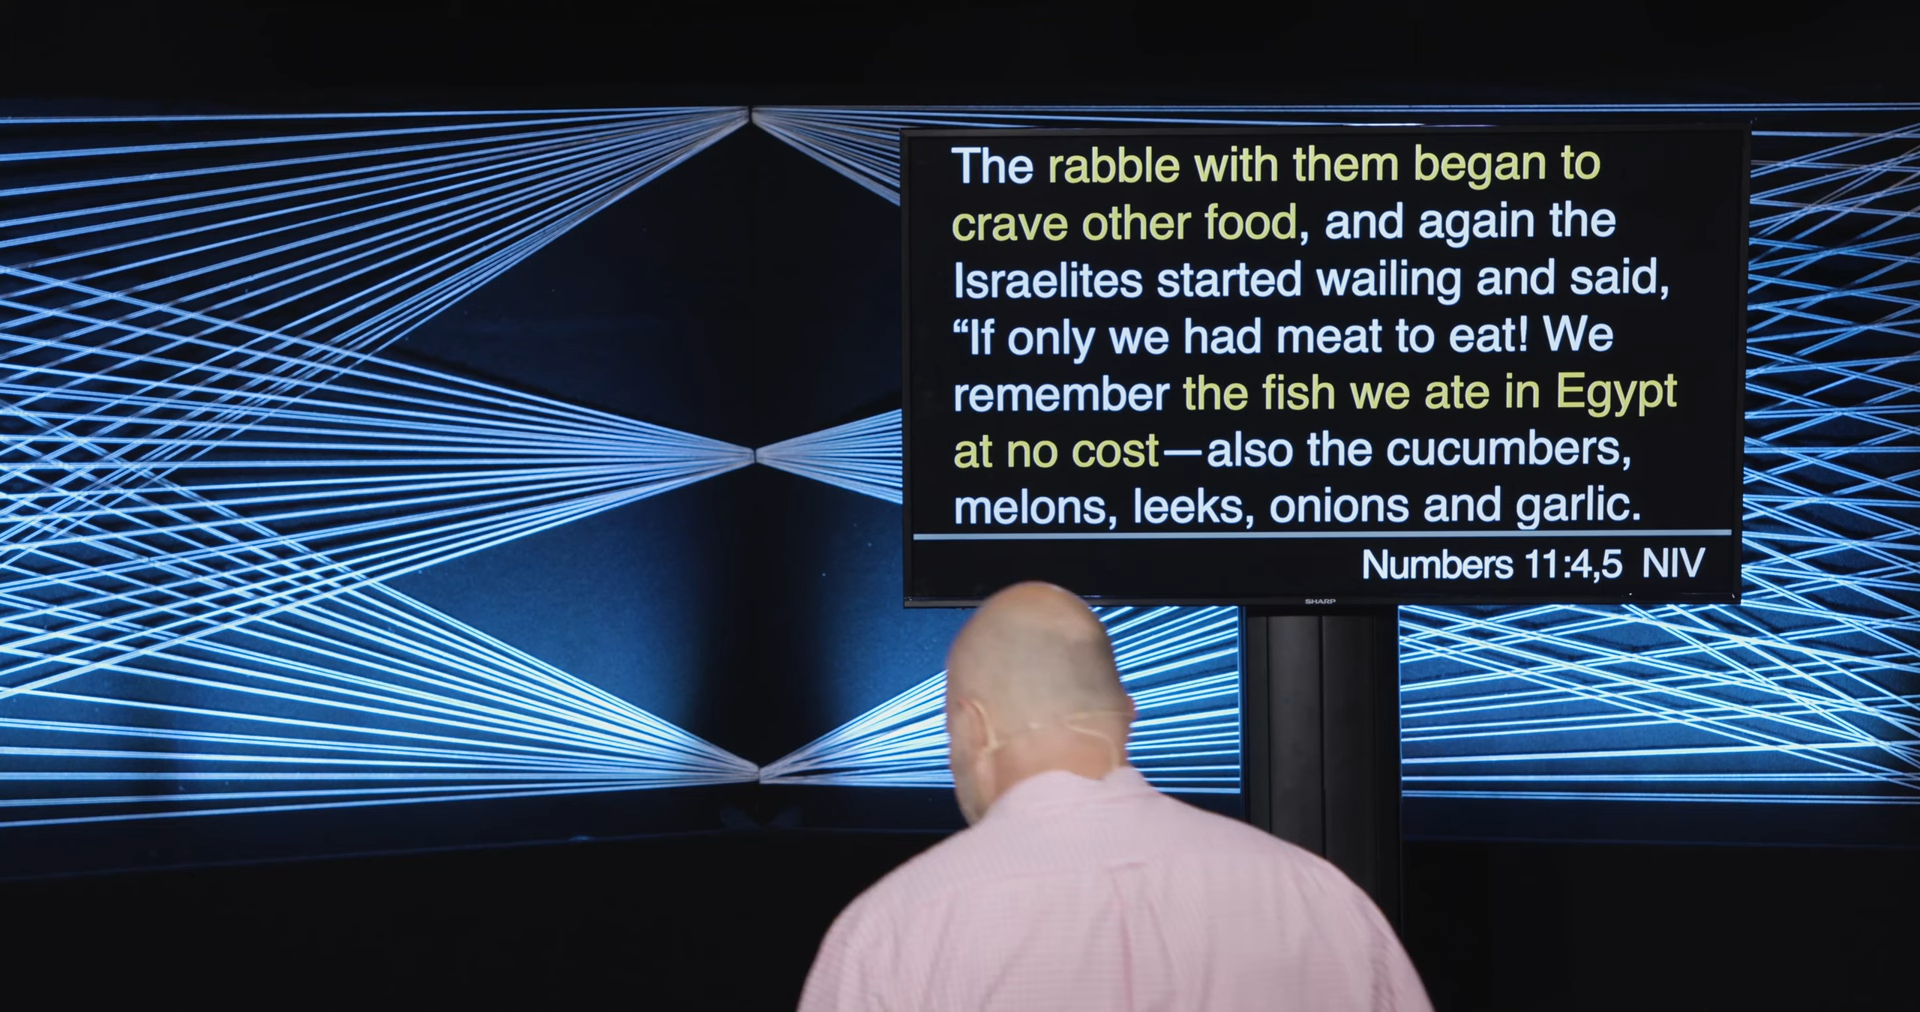 The rabble with them began to
crave other food, and again the
Israelites started wailing and said,
“If only we had meat to eat! We
remember the fish we ate in Egypt
at no cost—also the cucumbers,
melons, leeks, onions and garlic.
Numbers 11:4,5 NIV
SHARP